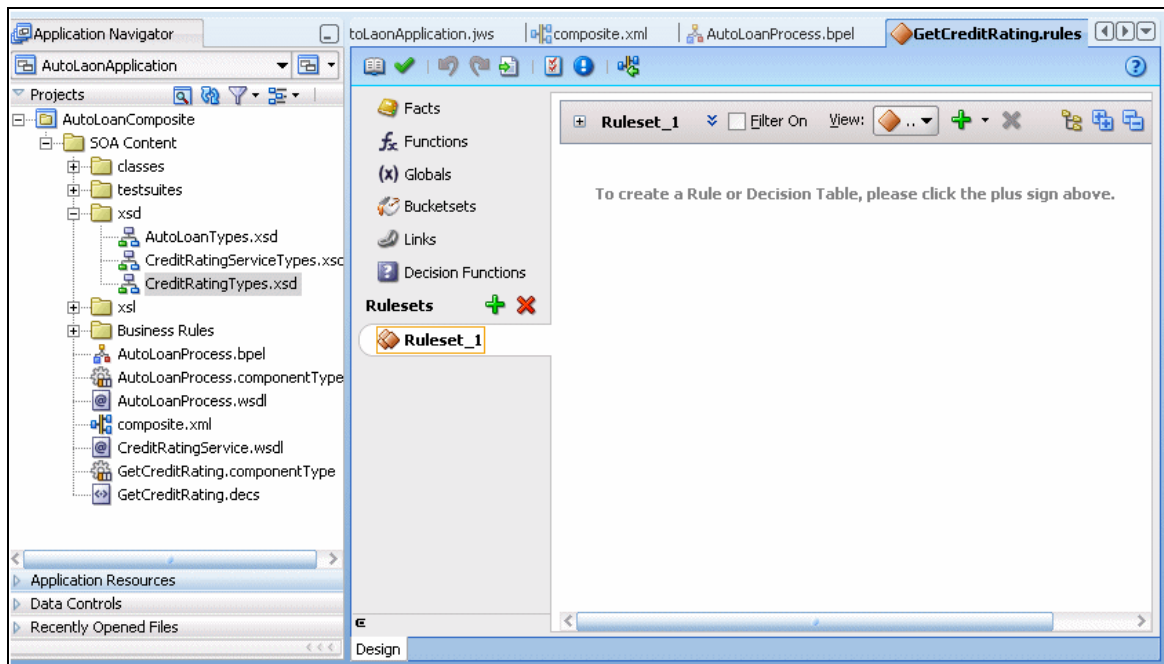 Application Navigator
AutoLaonApplication
Projects
AutoLoanComposite
SOA Content
classes
testsuites
xsd
AutoLoanTypes.xsd
CreditRatingServiceTypes.xsd
CreditRatingTypes.xsd
xsl
Business Rules
AutoLoanProcess.bpel
AutoLoanProcess.componentType
AutoLoanProcess.wsdl
composite.xml
CreditRatingService.wsdl
GetCreditRating.componentType
GetCreditRating.decs
Application Resources
Data Controls
Recently Opened Files
toLaonApplication.jws composite.xml AutoLoanProcess.bpel GetCreditRating.rules
Facts
Functions
(x) Globals
Bucketsets
Links
Decision Functions
Rulesets
Ruleset_1
Ruleset_1 Filter On View: ..
To create a Rule or Decision Table, please click the plus sign above.
Design